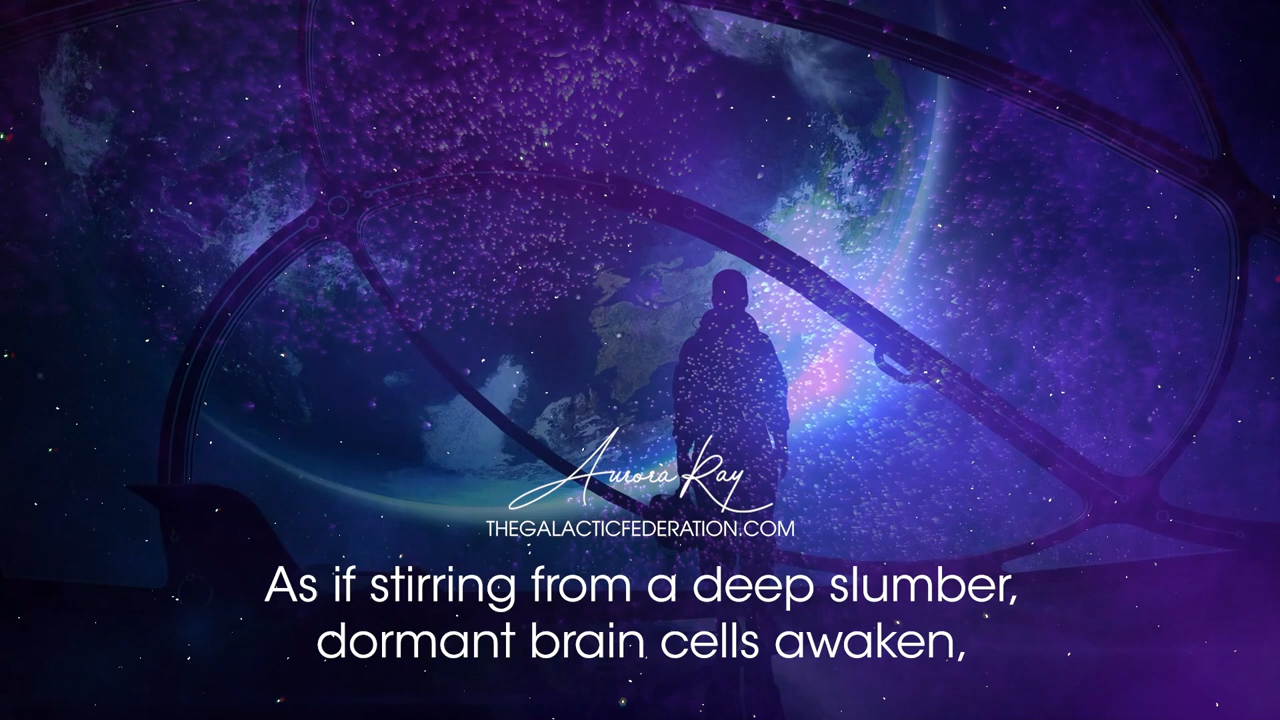 Aurora Ray
THEGALACTICFEDERATION.COM
As if stirring from a deep slumber,
dormant brain cells awaken,